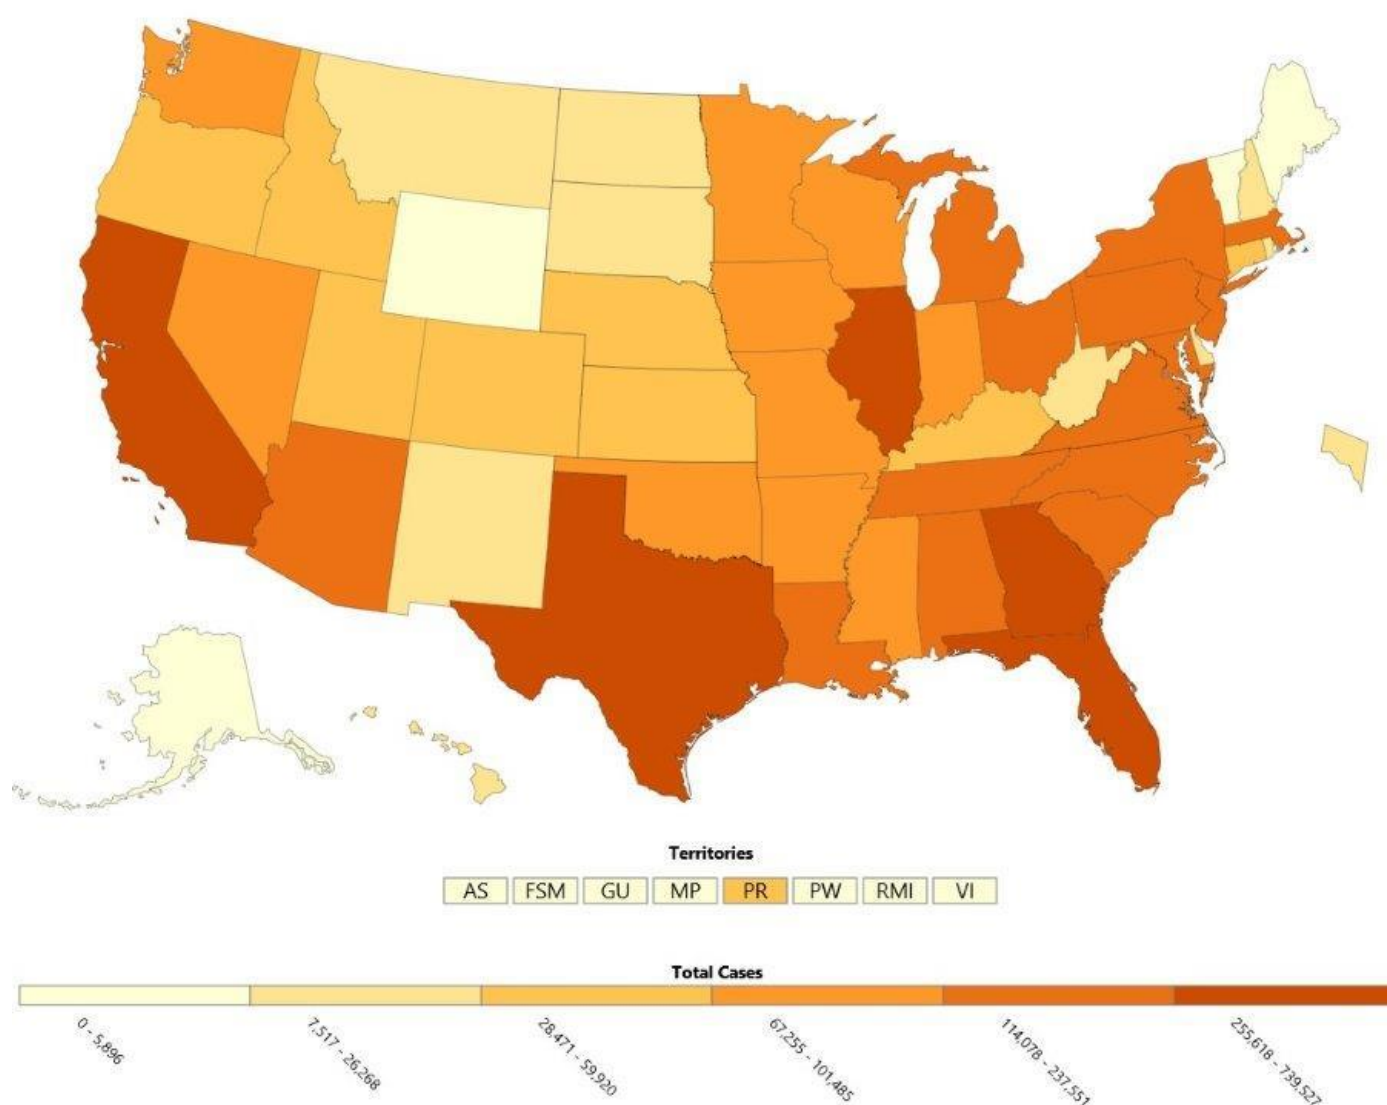 Territories
AS FSM GU MP PR PW RMI VI
Total Cases
0 - 5,896
7,517 - 26,268
28,471 - 59,920
67,255 - 101,485
114,078 - 237,551
255,618 - 739,527